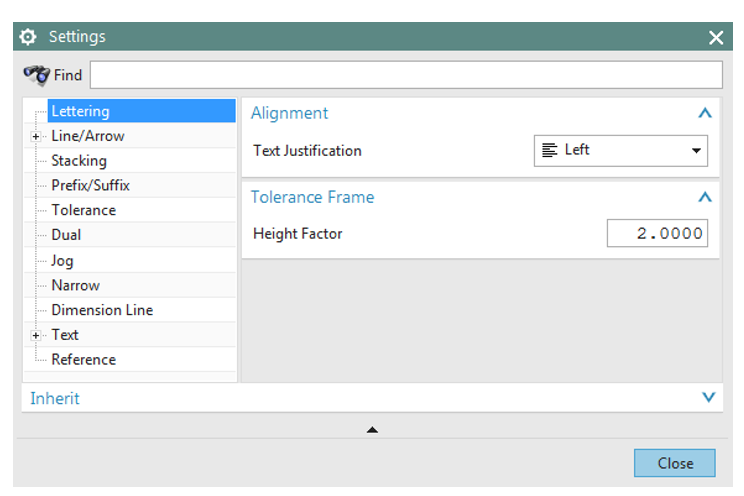 Settings
Find
Lettering
Line/Arrow
Stacking
Prefix/Suffix
Tolerance
Dual
Jog
Narrow
Dimension Line
Text
Reference
Alignment
Text Justification Left
Tolerance Frame
Height Factor 2.0000
Inherit
Close